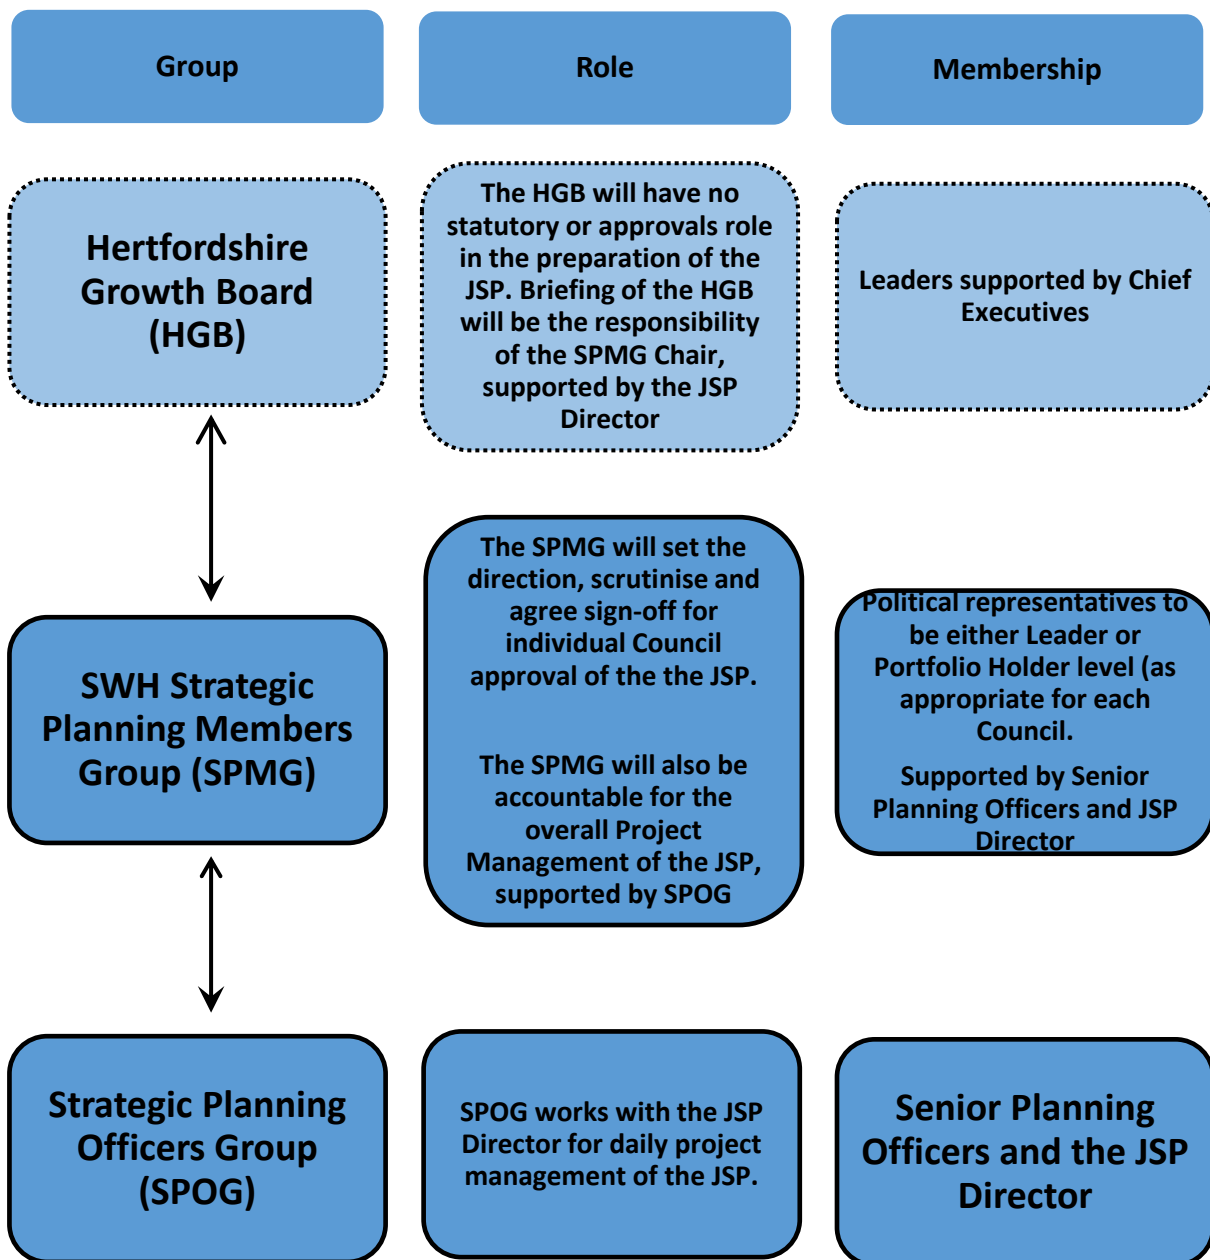 Group
Role
Membership
Hertfordshire
Growth Board
(HGB)
The HGB will have no
statutory or approvals role
in the preparation of the
JSP. Briefing of the HGB
will be the responsibility
of the SPMG Chair,
supported by the JSP
Director
Leaders supported by Chief
Executives
SWH Strategic
Planning Members
Group (SPMG)
The SPMG will set the
direction, scrutinise and
agree sign-off for
individual Council
approval of the the JSP.
The SPMG will also be
accountable for the
overall Project
Management of the JSP,
supported by SPOG
Political representatives to
be either Leader or
Portfolio Holder level (as
appropriate for each
Council.
Supported by Senior
Planning Officers and JSP
Director
Strategic Planning
Officers Group
(SPOG)
SPOG works with the JSP
Director for daily project
management of the JSP.
Senior Planning
Officers and the JSP
Director